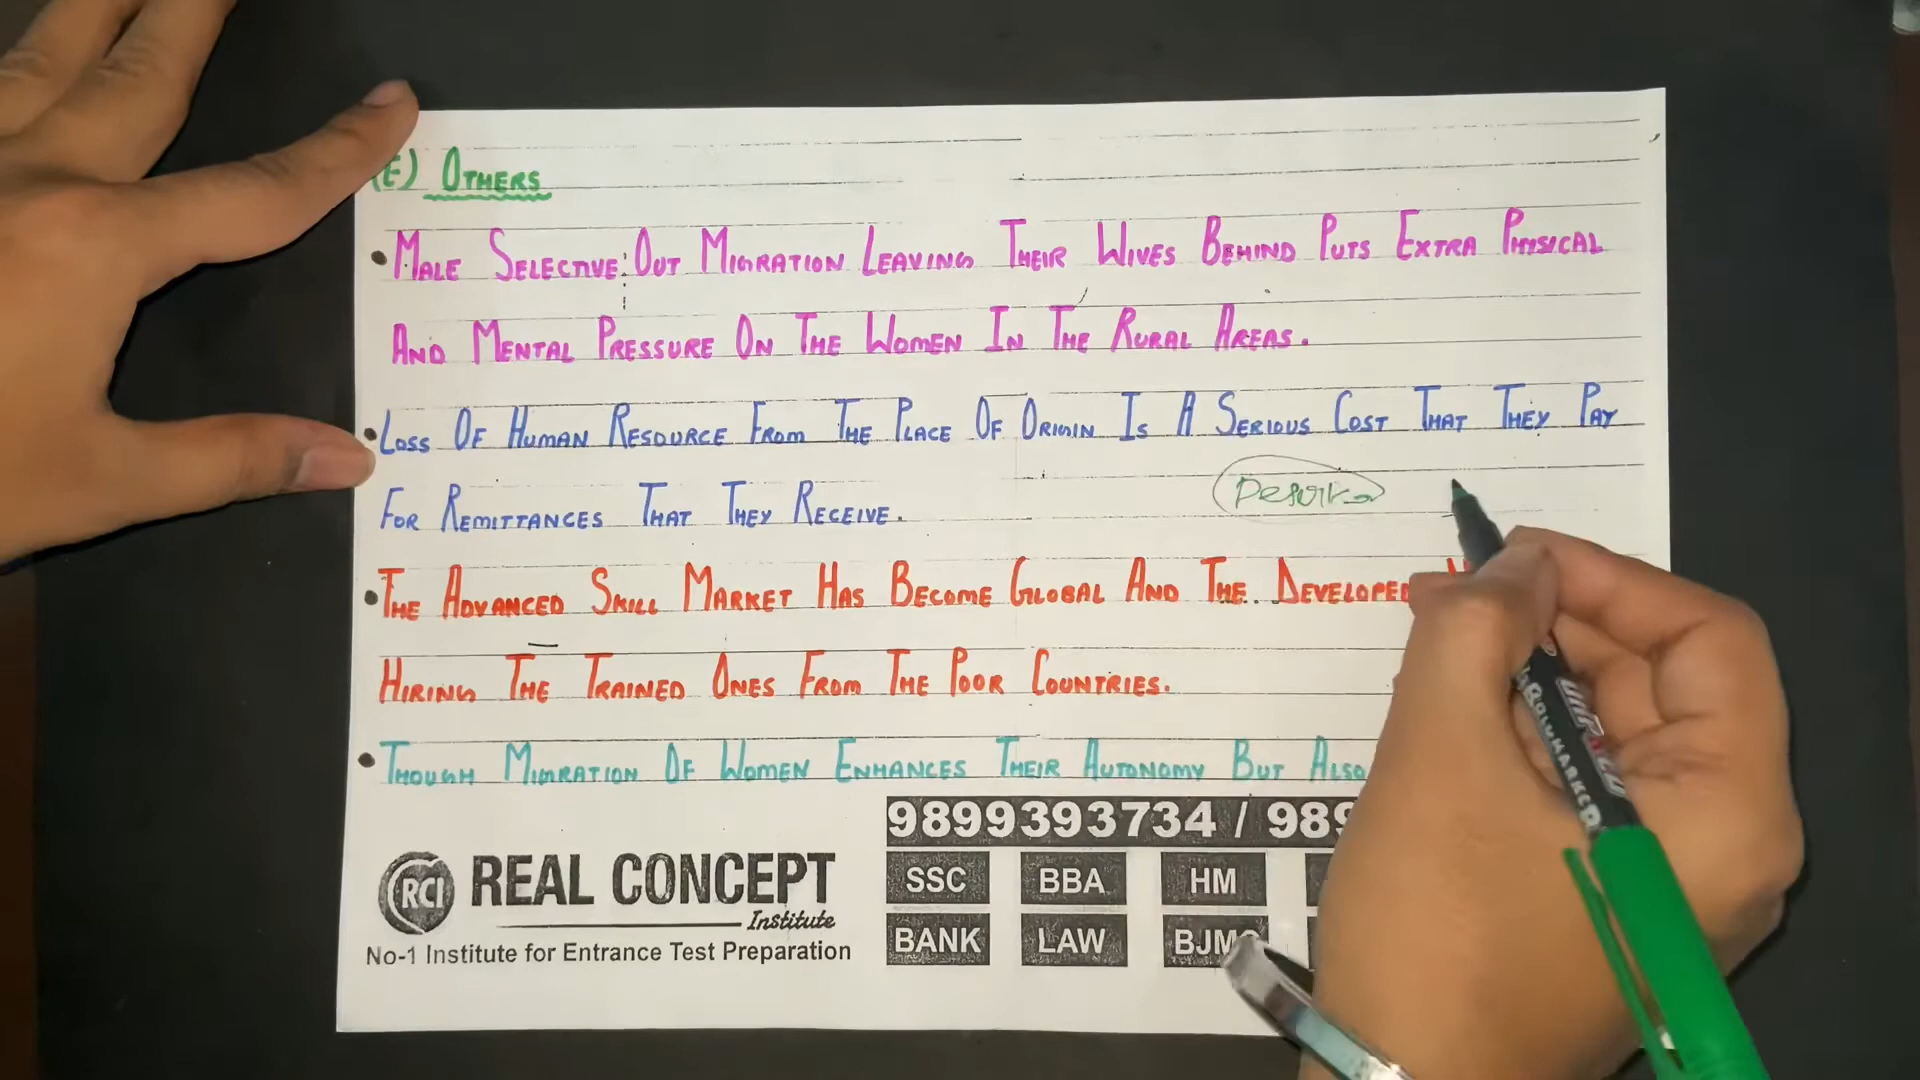 (E) OTHERS
• MALE SELECTIVE OUT MIGRATION LEAVING THEIR WIVES BEHIND PUTS EXTRA PHYSICAL
AND MENTAL PRESSURE ON THE WOMEN IN THE RURAL AREAS.
• LOSS OF HUMAN RESOURCE FROM THE PLACE OF ORIGIN IS A SERIOUS COST THAT THEY PAY
FOR REMITTANCES THAT THEY RECEIVE.
• THE ADVANCED SKILL MARKET HAS BECOME GLOBAL AND THE DEVELOPED
HIRING THE TRAINED ONES FROM THE POOR COUNTRIES.
• THOUGH MIGRATION OF WOMEN ENHANCES THEIR AUTONOMY BUT ALSO
9899393734 / 989
RCI REAL CONCEPT
Institute
No-1 Institute for Entrance Test Preparation
SSC BBA HM
BANK LAW
UNIPEN
ROLLMARKER